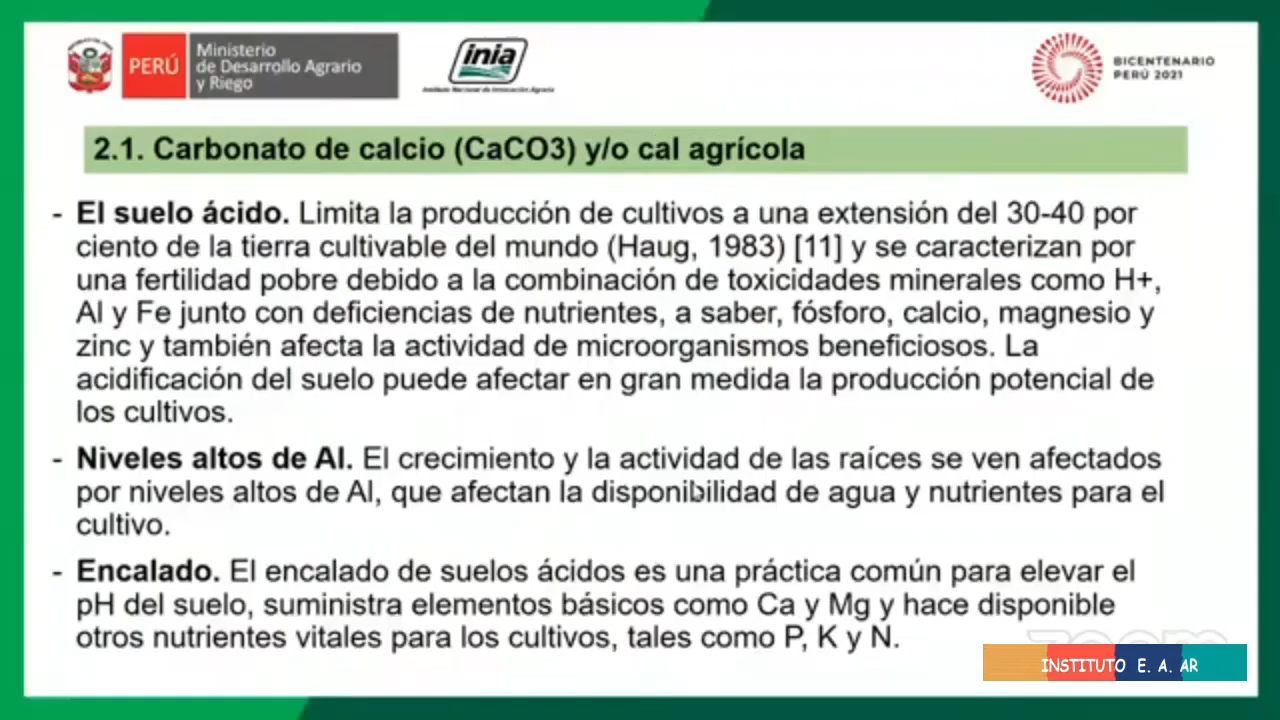 PERÚ
Ministerio
de Desarrollo Agrario
y Riego
inia
Instituto Nacional de Innovación Agraria
BICENTENARIO
PERÚ 2021
2.1. Carbonato de calcio (CaCO3) y/o cal agrícola
- El suelo ácido. Limita la producción de cultivos a una extensión del 30-40 por
ciento de la tierra cultivable del mundo (Haug, 1983) [11] y se caracterizan por
una fertilidad pobre debido a la combinación de toxicidades minerales como H+,
Al y Fe junto con deficiencias de nutrientes, a saber, fósforo, calcio, magnesio y
zinc y también afecta la actividad de microorganismos beneficiosos. La
acidificación del suelo puede afectar en gran medida la producción potencial de
los cultivos.
- Niveles altos de Al. El crecimiento y la actividad de las raíces se ven afectados
por niveles altos de Al, que afectan la disponibilidad de agua y nutrientes para el
cultivo.
- Encalado. El encalado de suelos ácidos es una práctica común para elevar el
pH del suelo, suministra elementos básicos como Ca y Mg y hace disponible
otros nutrientes vitales para los cultivos, tales como P, K y N.
zoom
INSTITUTO E. A. AR